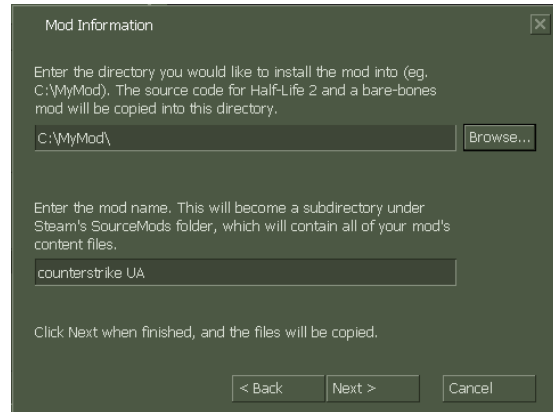 Mod Information
Enter the directory you would like to install the mod into (eg.
C:\MyMod). The source code for Half-Life 2 and a bare-bones
mod will be copied into this directory.
C:\MyMod\
Browse...
Enter the mod name. This will become a subdirectory under
Steam's SourceMods folder, which will contain all of your mod's
content files.
counterstrike UA
Click Next when finished, and the files will be copied.
< Back Next > Cancel